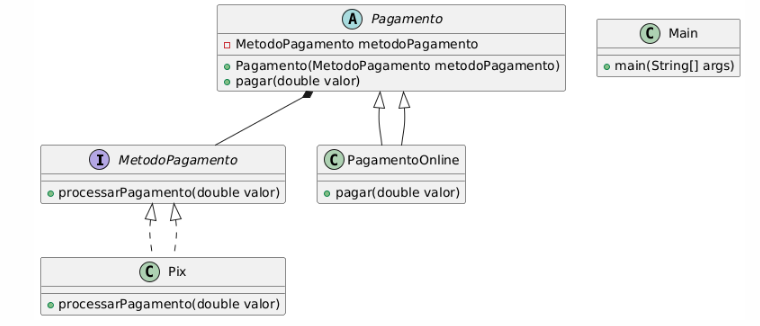 A Pagamento
MetodoPagamento metodoPagamento
Pagamento(MetodoPagamento metodoPagamento)
pagar(double valor)
C Main
main(String[] args)
I MetodoPagamento
processarPagamento(double valor)
C PagamentoOnline
pagar(double valor)
C Pix
processarPagamento(double valor)